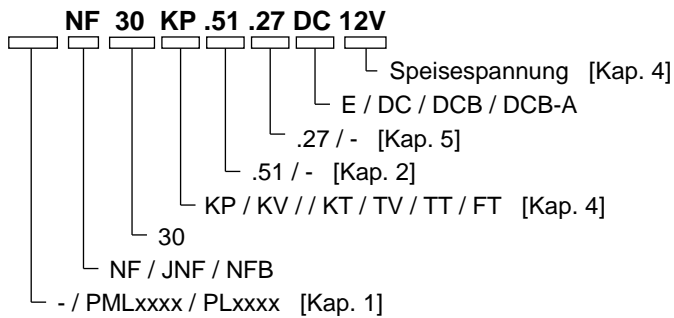 NF 30 KP .51 .27 DC 12V
Speisespannung [Kap. 4]
E / DC / DCB / DCB-A
.27 / - [Kap. 5]
.51 / - [Kap. 2]
KP / KV / / KT / TV / TT / FT [Kap. 4]
30
NF / JNF / NFB
- / PMLxxxx / PLxxxx [Kap. 1]